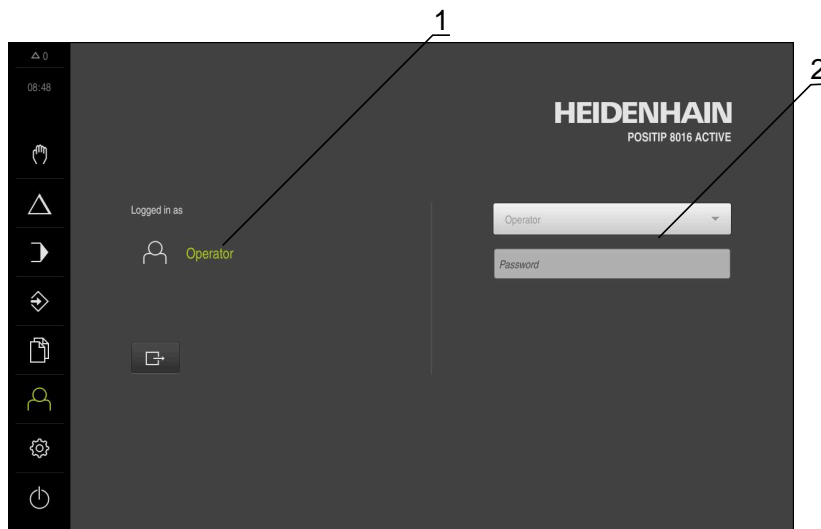 1
2
0
08:48
HEIDENHAIN
POSITIP 8016 ACTIVE
Logged in as
Operator
Operator
Password